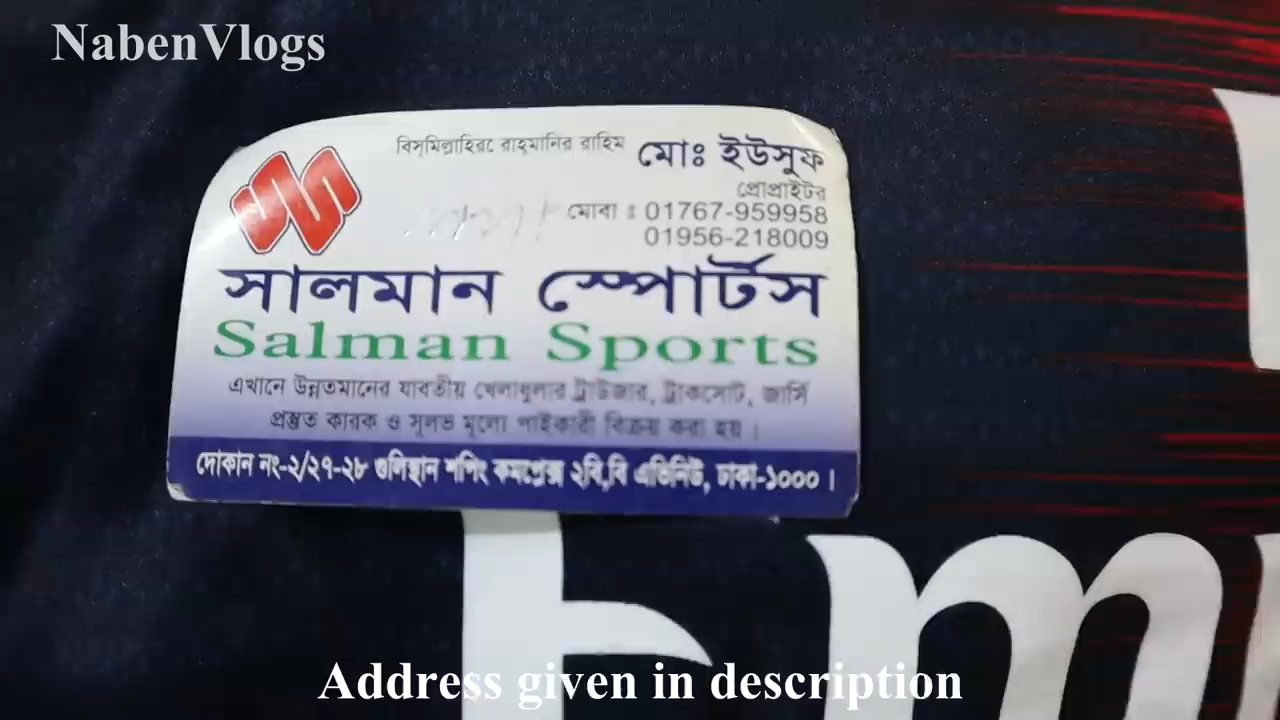 NabenVlogs
বিস্‌মিল্লাহিরি রাহমানির রাহিম
মোঃ ইউসুফ
প্রোপ্রাইটর
মোবা : 01767-959958
01956-218009
সালমান স্পোর্টস
Salman Sports
এখানে উন্নতমানের যাবতীয় খেলাধুলার ট্রাউজার, ট্রাকসোট, জার্সি
প্রস্তুত কারক ও সুলভ মূল্যে পাইকারী বিক্রয় করা হয় ।
দোকান নং-২/২৭-২৮ গুলিস্থান শপিং কমপ্লেক্স ২বি,বি এভিনিউ, ঢাকা-১০০০ ।
Em
Address given in description